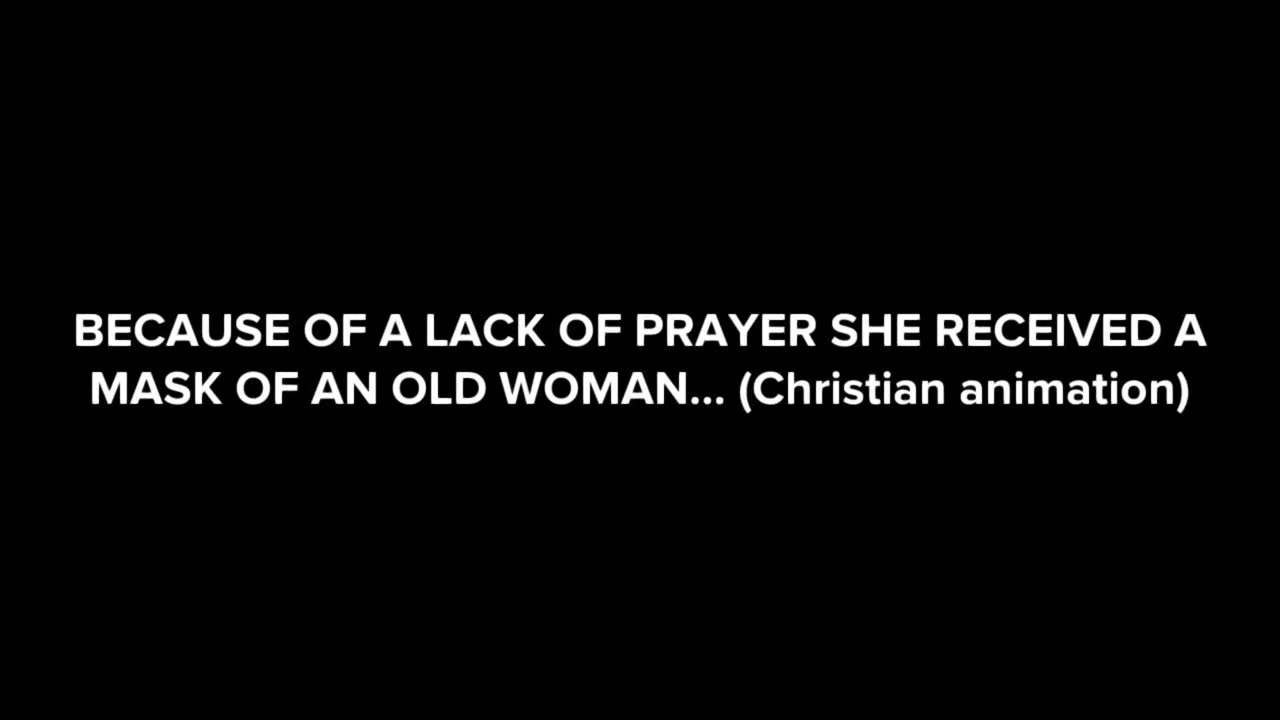 BECAUSE OF A LACK OF PRAYER SHE RECEIVED A
MASK OF AN OLD WOMAN... (Christian animation)